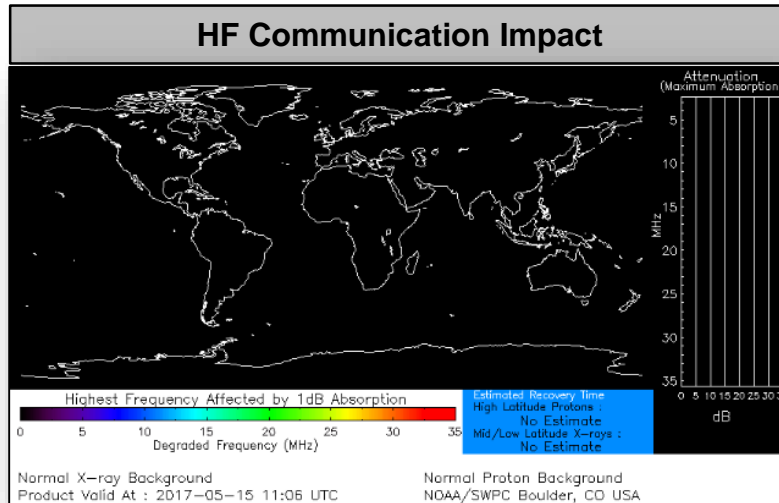 HF Communication Impact
Attenuation
(Maximum Absorption
5
10
15
20
25
30
35
MHz
0 5 10 15 20 25 30
dB
Highest Frequency Affected by 1dB Absorption
0 5 10 15 20 25 30 35
Degraded Frequency (MHz)
Estimated Recovery Time
High Latitude Protons :
No Estimate
Mid/Low Latitude X-rays :
No Estimate
Normal X-ray Background
Product Valid At : 2017-05-15 11:06 UTC
Normal Proton Background
NOAA/SWPC Boulder, CO USA